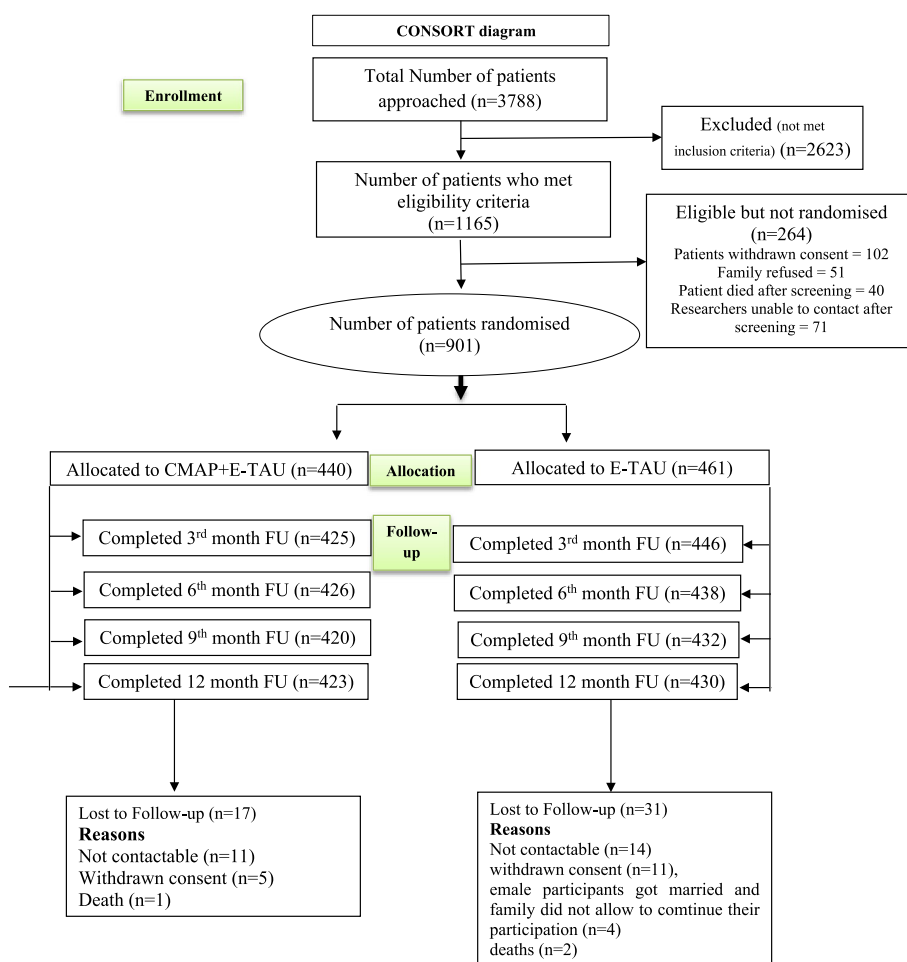 CONSORT diagram
Enrollment
Total Number of patients
approached (n=3788)
Excluded (not met
inclusion criteria) (n=2623)
Number of patients who met
eligibility criteria
(n=1165)
Eligible but not randomised
(n=264)
Patients withdrawn consent = 102
Family refused = 51
Patient died after screening = 40
Researchers unable to contact after
screening = 71
Number of patients randomised
(n=901)
Allocated to CMAP+E-TAU (n=440)
Allocation
Allocated to E-TAU (n=461)
Follow-
up
Completed 3rd month FU (n=425)
Completed 6th month FU (n=426)
Completed 9th month FU (n=420)
Completed 12 month FU (n=423)
Completed 3rd month FU (n=446)
Completed 6th month FU (n=438)
Completed 9th month FU (n=432)
Completed 12 month FU (n=430)
Lost to Follow-up (n=17)
Reasons
Not contactable (n=11)
Withdrawn consent (n=5)
Death (n=1)
Lost to Follow-up (n=31)
Reasons
Not contactable (n=14)
withdrawn consent (n=11),
emale participants got married and
family did not allow to comtinue their
participation (n=4)
deaths (n=2)